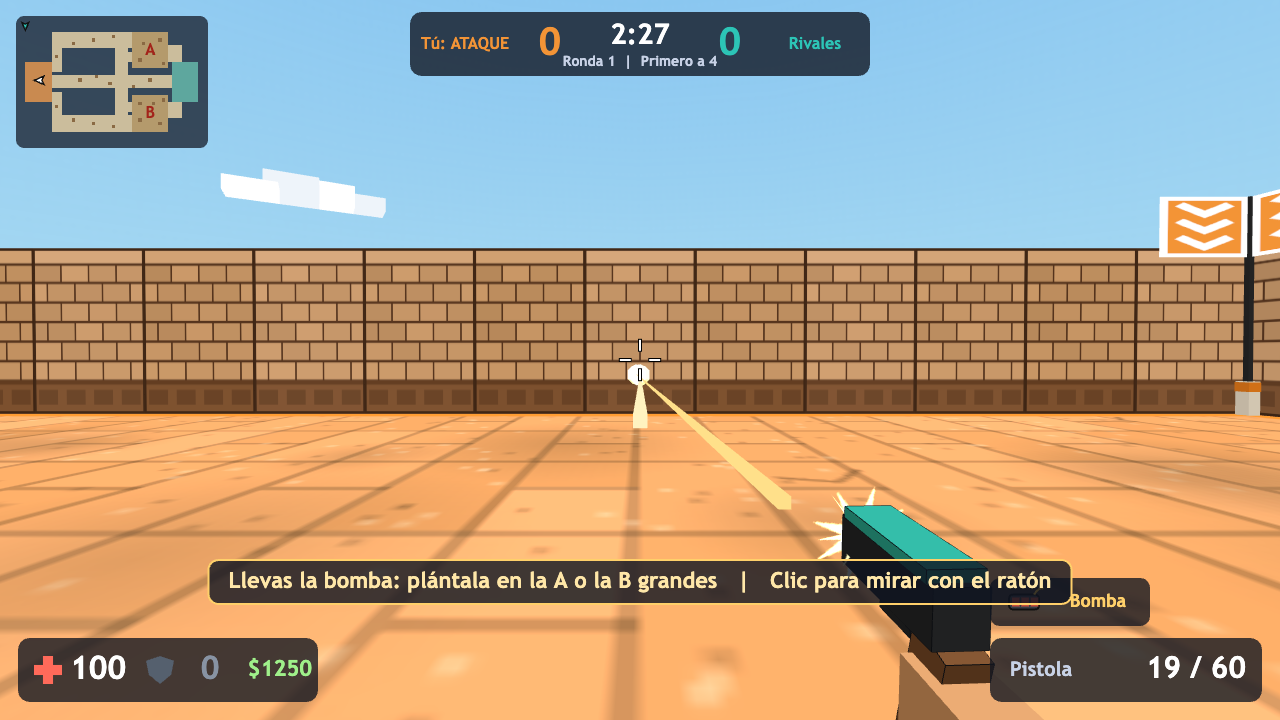 A
B
Tú: ATAQUE
0
2:27
0
Rivales
Ronda 1 | Primero a 4
Llevas la bomba: plántala en la A o la B grandes | Clic para mirar con el ratón
Bomba
100
0
$1250
Pistola
19 / 60